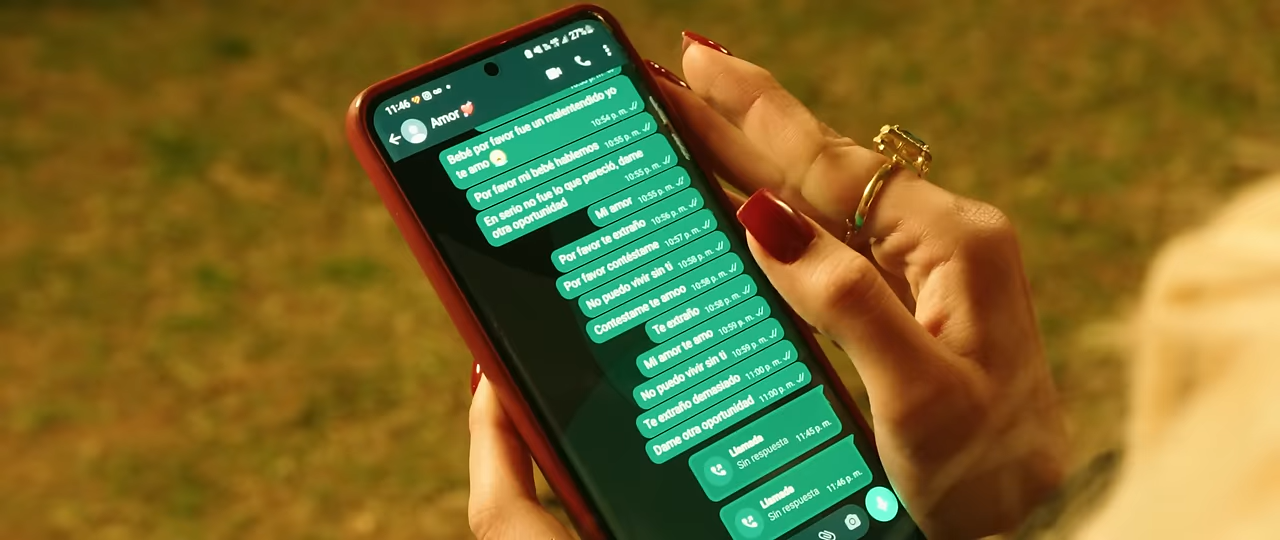 11:46
27%
Amor
Bebé por favor fue un malentendido yo
te amo
10:54 p. m.
Por favor mi bebé hablemos 10:55 p. m.
En serio no fue lo que pareció, dame
otra oportunidad
10:55 p. m.
Mi amor 10:55 p. m.
Por favor te extraño 10:56 p. m.
Por favor contéstame 10:57 p. m.
No puedo vivir sin ti 10:58 p. m.
Contestame te amoo 10:58 p. m.
Te extraño 10:58 p. m.
Mi amor te amo 10:59 p. m.
No puedo vivir sin ti 10:59 p. m.
Te extraño demasiado 11:00 p. m.
Dame otra oportunidad 11:00 p. m.
Llamada
Sin respuesta 11:45 p. m.
Llamada
Sin respuesta 11:46 p. m.